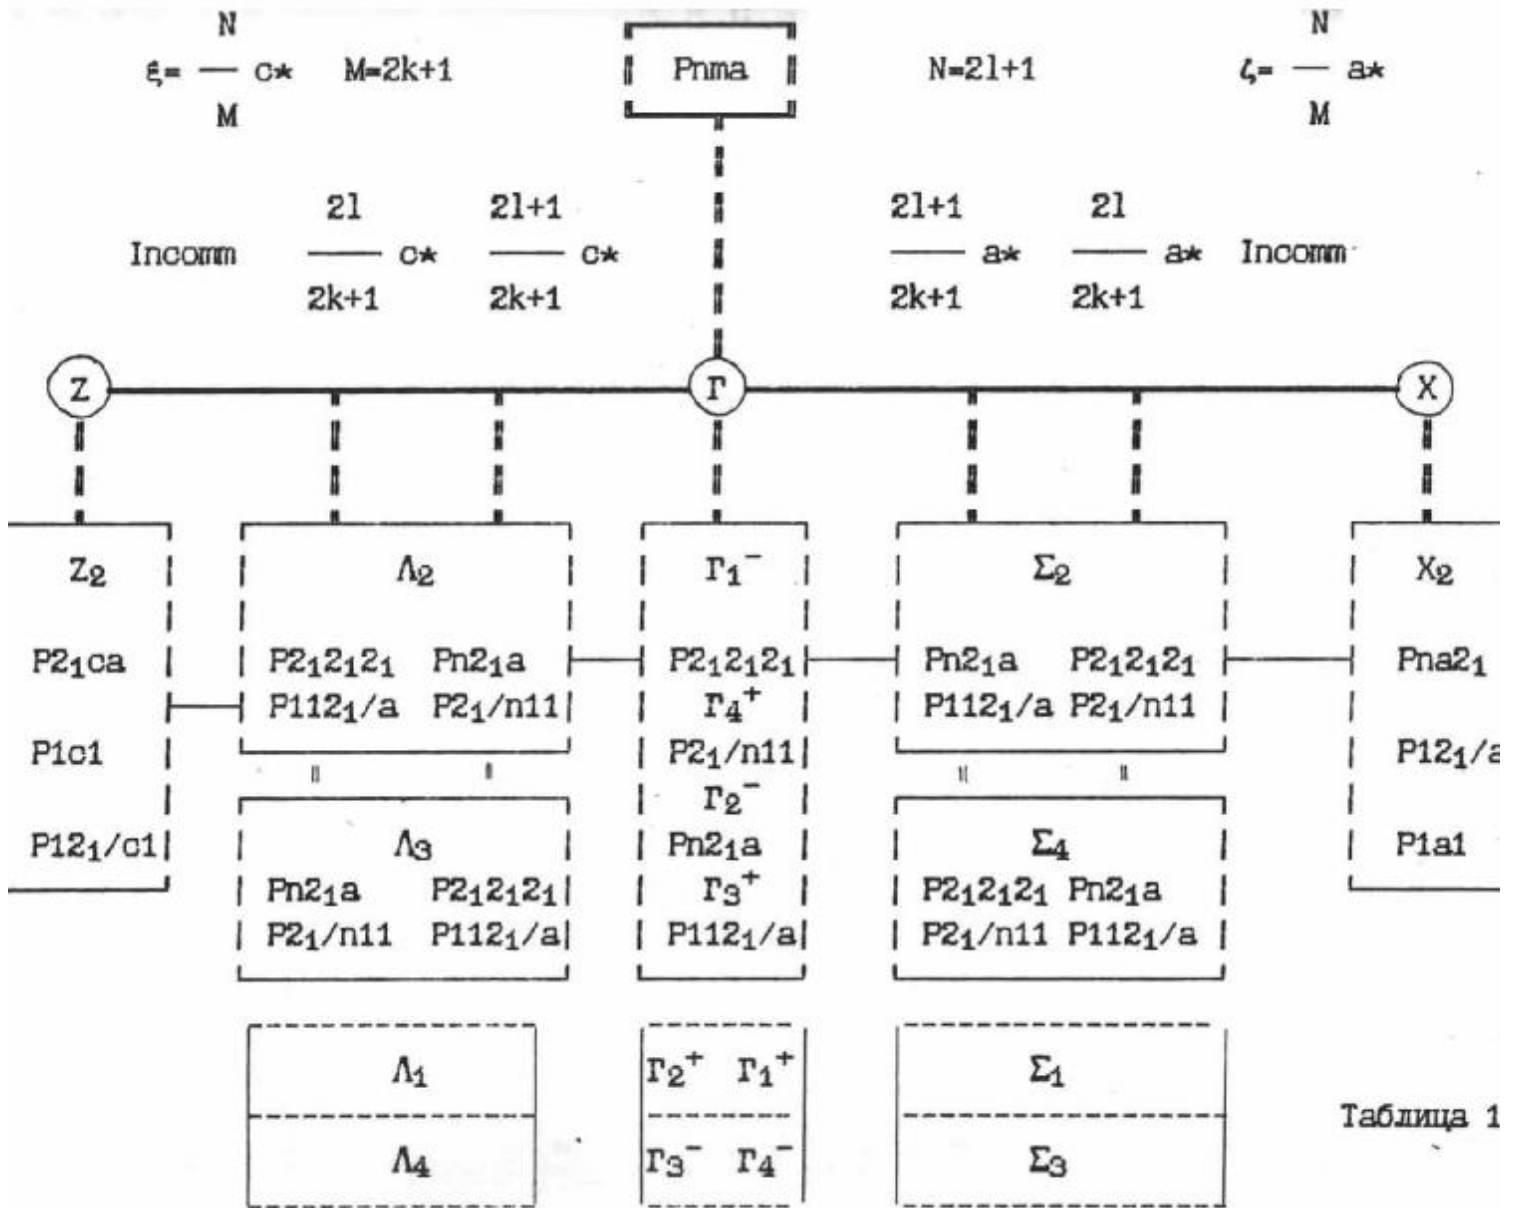 N N
ξ= — c* M=2k+1 Pnma N=2l+1 ζ= — a*
M M
2l 2l+1 2l+1 2l
Incomm — c* — c* — a* — a* Incomm
2k+1 2k+1 2k+1 2k+1
Z Γ X
Z₂ Λ₂ Γ₁⁻ Σ₂ X₂
P2₁ca P2₁2₁2₁ Pn2₁a P2₁2₁2₁ Pn2₁a P2₁2₁2₁ Pna2₁
P112₁/a P2₁/n11 Γ₄⁺ P112₁/a P2₁/n11
P1c1 P2₁/n11 P12₁/a
Γ₂⁻
P12₁/c1 Λ₃ Pn2₁a Σ₄ P1a1
Pn2₁a P2₁2₁2₁ Γ₃⁺ P2₁2₁2₁ Pn2₁a
P2₁/n11 P112₁/a P112₁/a P2₁/n11 P112₁/a
Λ₁ Γ₂⁺ Γ₁⁺ Σ₁
Таблица 1
Λ₄ Γ₃⁻ Γ₄⁻ Σ₃